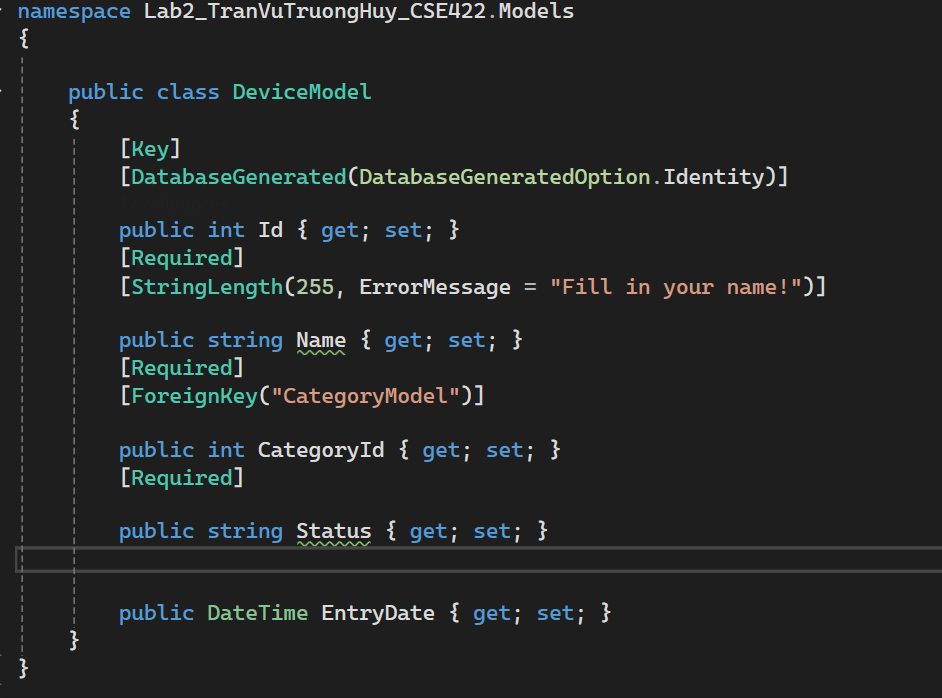 namespace Lab2_TranVuTruongHuy_CSE422.Models
{
public class DeviceModel
{
[Key]
[DatabaseGenerated(DatabaseGeneratedOption.Identity)]
public int Id { get; set; }
[Required]
[StringLength(255, ErrorMessage = "Fill in your name!")]
public string Name { get; set; }
[Required]
[ForeignKey("CategoryModel")]
public int CategoryId { get; set; }
[Required]
public string Status { get; set; }
public DateTime EntryDate { get; set; }
}
}